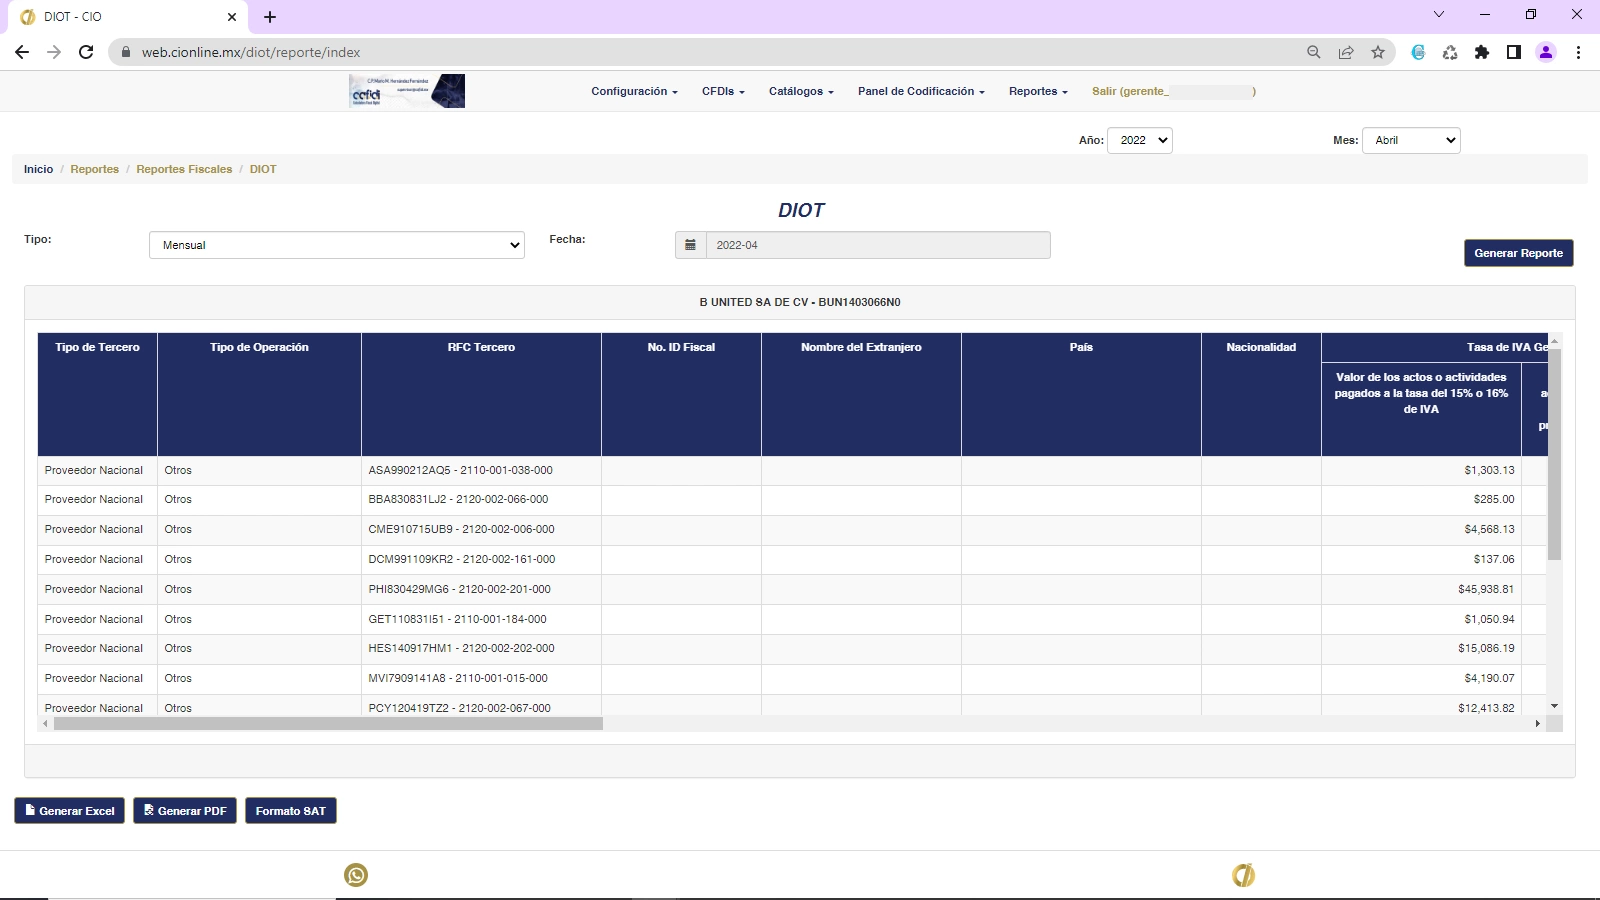 DIOT - CIO
web.cionline.mx/diot/reporte/index
C.P. Mario M. Hernández Fernández
cafidi
Configuración CFDIs Catálogos Panel de Codificación Reportes Salir (gerente_ )
Año: 2022 Mes: Abril
Inicio / Reportes / Reportes Fiscales / DIOT
DIOT
Tipo: Mensual Fecha: 2022-04
Generar Reporte
B UNITED SA DE CV - BUN1403066N0
Tipo de Tercero Tipo de Operación RFC Tercero No. ID Fiscal Nombre del Extranjero País Nacionalidad Tasa de IVA Ge
Valor de los actos o actividades
pagados a la tasa del 15% o 16% a
de IVA
pr
Proveedor Nacional Otros ASA990212AQ5 - 2110-001-038-000 $1,303.13
Proveedor Nacional Otros BBA830831LJ2 - 2120-002-066-000 $285.00
Proveedor Nacional Otros CME910715UB9 - 2120-002-006-000 $4,568.13
Proveedor Nacional Otros DCM991109KR2 - 2120-002-161-000 $137.06
Proveedor Nacional Otros PHI830429MG6 - 2120-002-201-000 $45,938.81
Proveedor Nacional Otros GET110831I51 - 2110-001-184-000 $1,050.94
Proveedor Nacional Otros HES140917HM1 - 2120-002-202-000 $15,086.19
Proveedor Nacional Otros MVI7909141A8 - 2110-001-015-000 $4,190.07
Proveedor Nacional Otros PCY120419TZ2 - 2120-002-067-000 $12,413.82
Generar Excel Generar PDF Formato SAT